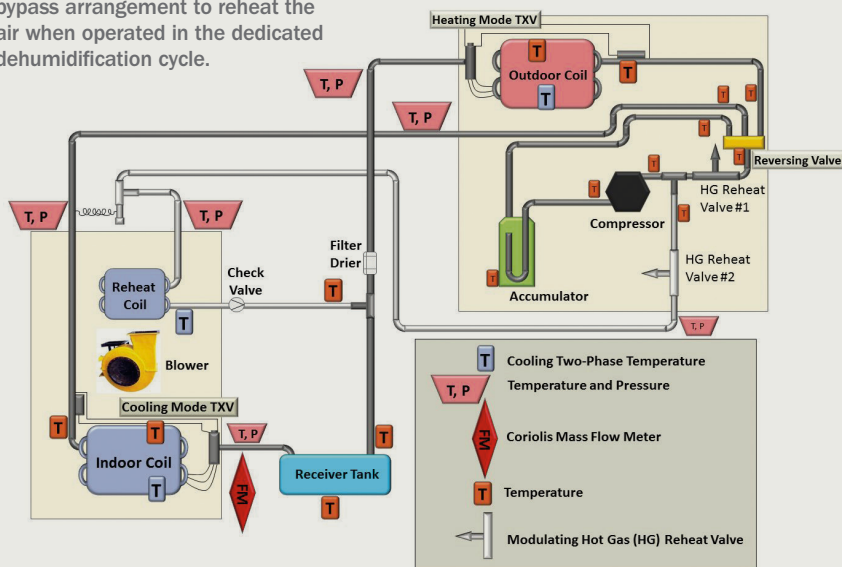 bypass arrangement to reheat the
air when operated in the dedicated
dehumidification cycle.
Heating Mode TXV
T
Outdoor Coil
T
T
T, P
T, P
T
T
T
T
Reversing Valve
T
T
HG Reheat
Valve #1
Compressor
T
T
HG Reheat
Valve #2
T
Accumulator
T, P
T, P
T, P
Filter
Drier
Check
Valve
T
Reheat
Coil
T
Blower
Cooling Mode TXV
T
T
T, P
T
Indoor Coil
T
FM
Receiver Tank
T
T
Cooling Two-Phase Temperature
T, P
Temperature and Pressure
FM
Coriolis Mass Flow Meter
T
Temperature
Modulating Hot Gas (HG) Reheat Valve